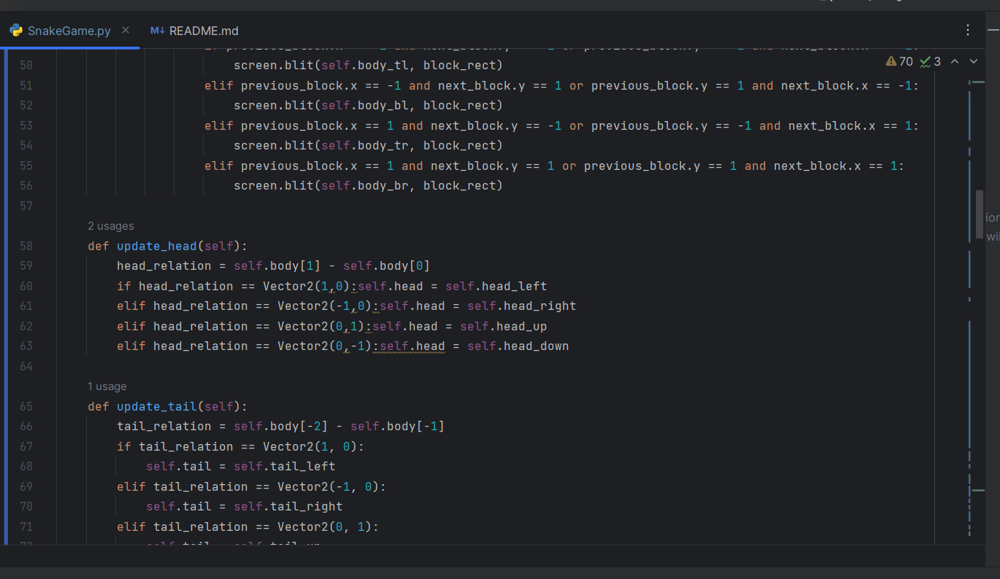 SnakeGame.py × M↓ README.md
70 3
50 screen.blit(self.body_tl, block_rect)
51 elif previous_block.x == -1 and next_block.y == 1 or previous_block.y == 1 and next_block.x == -1:
52 screen.blit(self.body_bl, block_rect)
53 elif previous_block.x == 1 and next_block.y == -1 or previous_block.y == -1 and next_block.x == 1:
54 screen.blit(self.body_tr, block_rect)
55 elif previous_block.x == 1 and next_block.y == 1 or previous_block.y == 1 and next_block.x == 1:
56 screen.blit(self.body_br, block_rect)
57
2 usages
58 def update_head(self):
59 head_relation = self.body[1] - self.body[0]
60 if head_relation == Vector2(1,0):self.head = self.head_left
61 elif head_relation == Vector2(-1,0):self.head = self.head_right
62 elif head_relation == Vector2(0,1):self.head = self.head_up
63 elif head_relation == Vector2(0,-1):self.head = self.head_down
64
1 usage
65 def update_tail(self):
66 tail_relation = self.body[-2] - self.body[-1]
67 if tail_relation == Vector2(1, 0):
68 self.tail = self.tail_left
69 elif tail_relation == Vector2(-1, 0):
70 self.tail = self.tail_right
71 elif tail_relation == Vector2(0, 1):